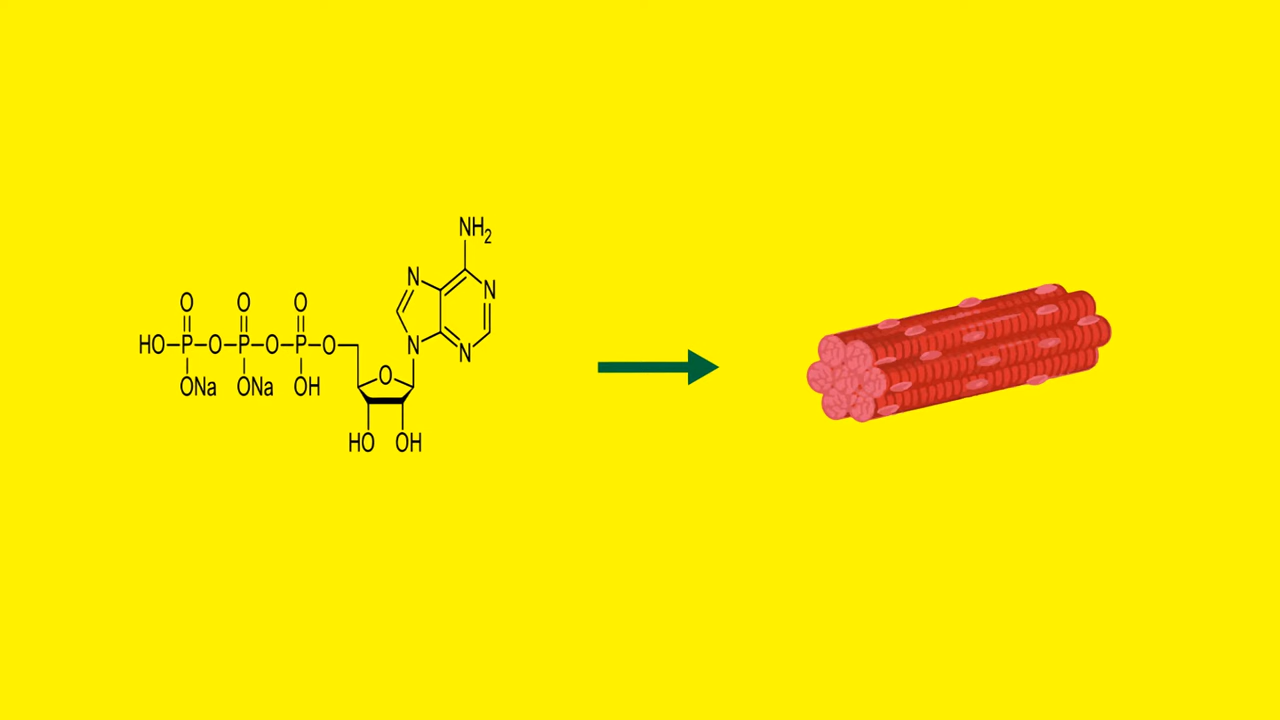 NH2
N
N
O O O
HO-P-O-P-O-P-O
N
N
ONa ONa OH
O
HO OH